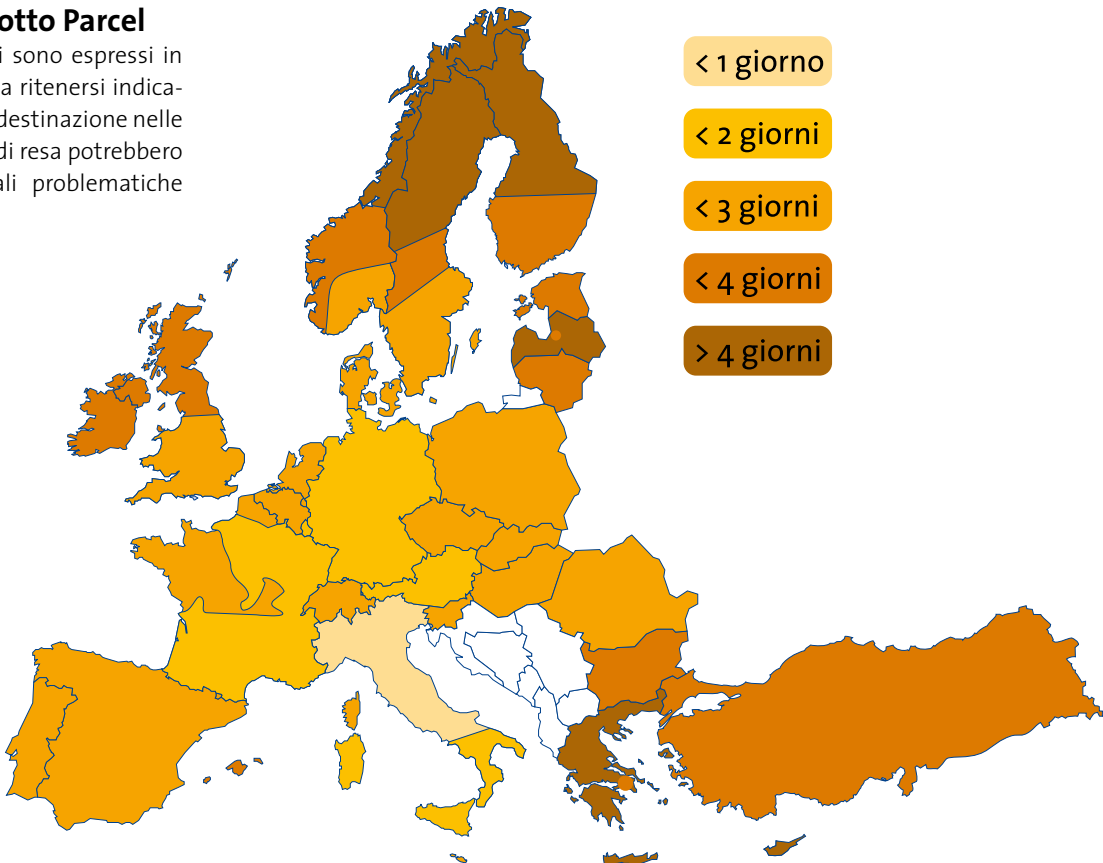 otto Parcel
i sono espressi in
a ritenersi indica-
destinazione nelle
di resa potrebbero
ali problematiche
< 1 giorno
< 2 giorni
< 3 giorni
< 4 giorni
> 4 giorni